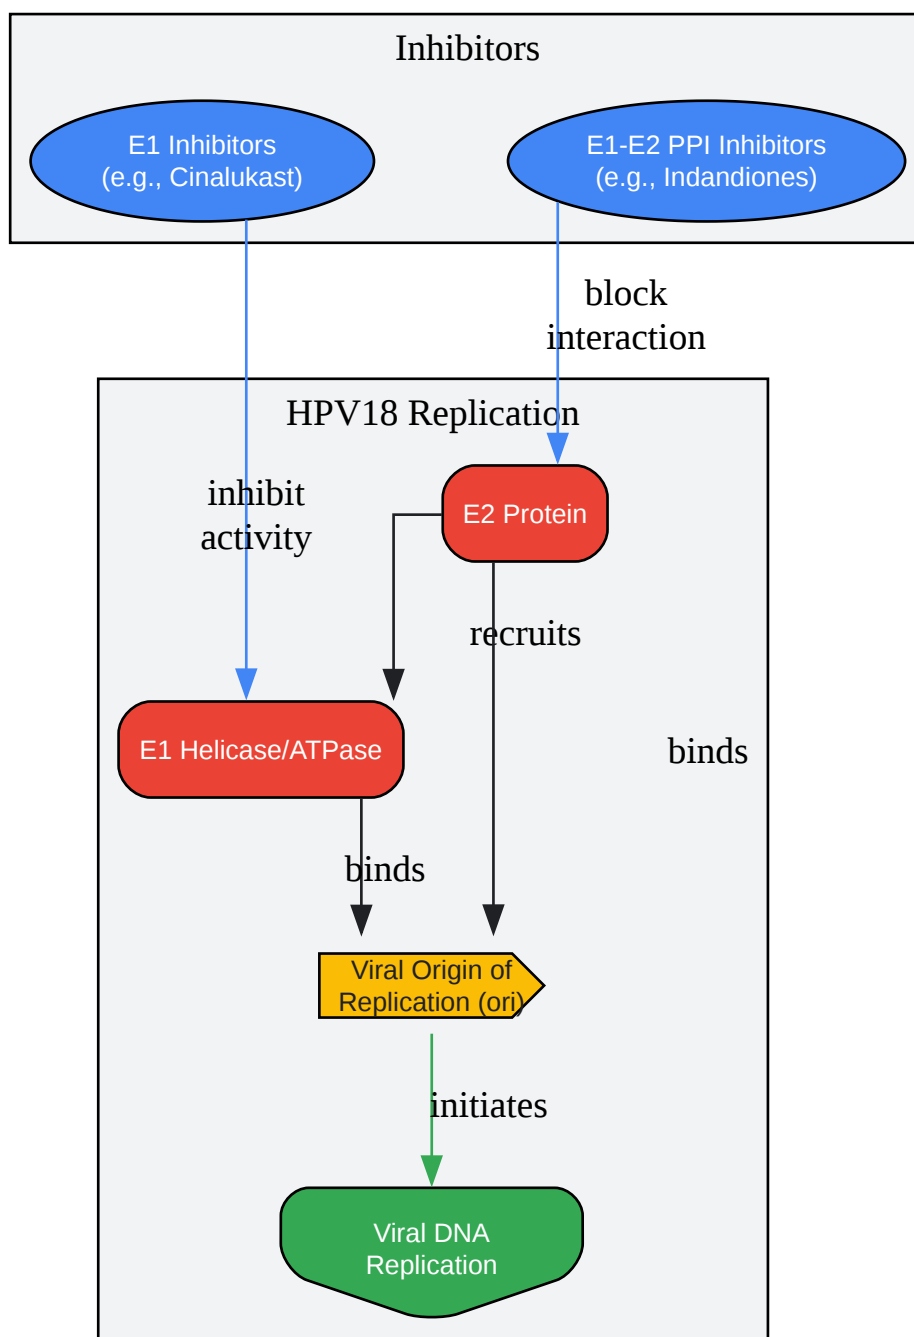 Inhibitors
E1 Inhibitors
(e.g., Cinalukast)
E1-E2 PPI Inhibitors
(e.g., Indandiones)
block
interaction
HPV18 Replication
inhibit
activity
E2 Protein
recruits
E1 Helicase/ATPase
binds
binds
Viral Origin of
Replication (ori)
initiates
Viral DNA
Replication